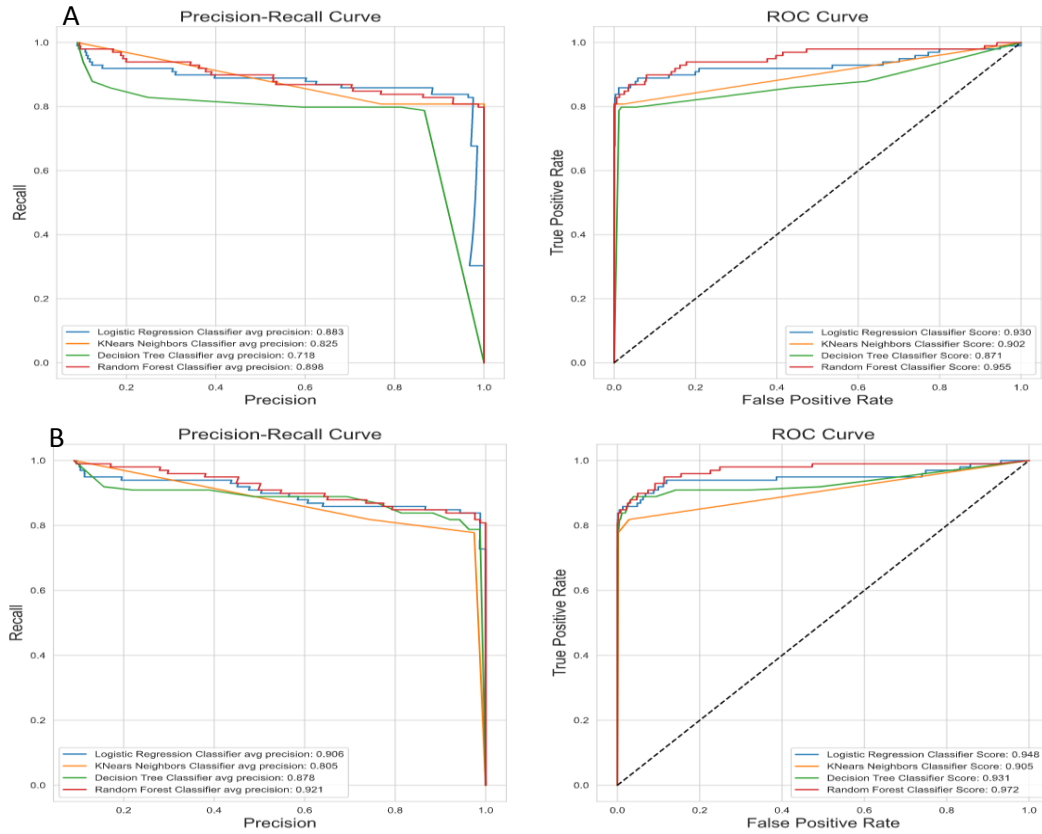 A
Precision-Recall Curve
1.0
0.8
0.6
0.4
0.2
0.0
Recall
Logistic Regression Classifier avg precision: 0.883
KNears Neighbors Classifier avg precision: 0.825
Decision Tree Classifier avg precision: 0.718
Random Forest Classifier avg precision: 0.898
0.2 0.4 0.6 0.8 1.0
Precision
ROC Curve
1.0
0.8
0.6
0.4
0.2
0.0
True Positive Rate
Logistic Regression Classifier Score: 0.930
KNears Neighbors Classifier Score: 0.902
Decision Tree Classifier Score: 0.871
Random Forest Classifier Score: 0.955
0.0 0.2 0.4 0.6 0.8 1.0
False Positive Rate
B
Precision-Recall Curve
1.0
0.8
0.6
0.4
0.2
0.0
Recall
Logistic Regression Classifier avg precision: 0.906
KNears Neighbors Classifier avg precision: 0.805
Decision Tree Classifier avg precision: 0.878
Random Forest Classifier avg precision: 0.921
0.2 0.4 0.6 0.8 1.0
Precision
ROC Curve
1.0
0.8
0.6
0.4
0.2
0.0
True Positive Rate
Logistic Regression Classifier Score: 0.948
KNears Neighbors Classifier Score: 0.905
Decision Tree Classifier Score: 0.931
Random Forest Classifier Score: 0.972
0.0 0.2 0.4 0.6 0.8 1.0
False Positive Rate